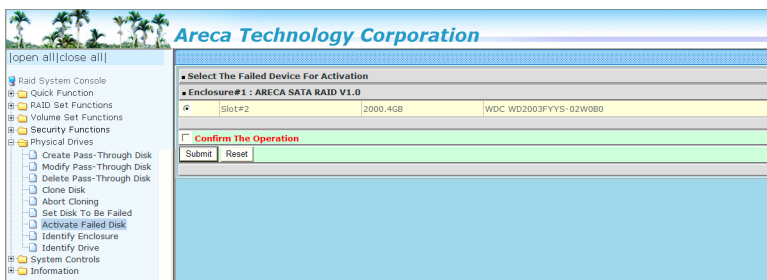 Areca Technology Corporation
|open all|close all|
Raid System Console
Quick Function
RAID Set Functions
Volume Set Functions
Security Functions
Physical Drives
Create Pass-Through Disk
Modify Pass-Through Disk
Delete Pass-Through Disk
Clone Disk
Abort Cloning
Set Disk To Be Failed
Activate Failed Disk
Identify Enclosure
Identify Drive
System Controls
Information
Select The Failed Device For Activation
Enclosure#1 : ARECA SATA RAID V1.0
Slot#2 2000.4GB WDC WD2003FYYS-02W0B0
Confirm The Operation
Submit Reset